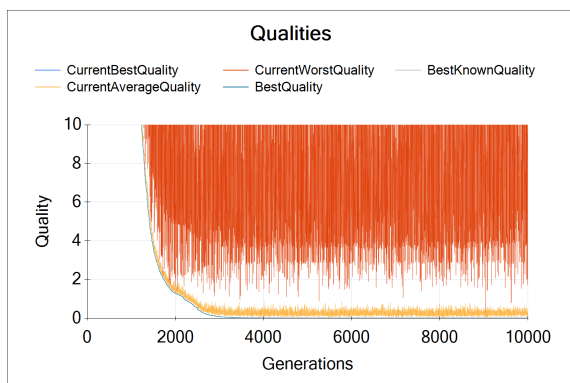 Qualities
CurrentBestQuality CurrentWorstQuality BestKnownQuality
CurrentAverageQuality BestQuality
10
8
6
4
2
0
Quality
0 2000 4000 6000 8000 10000
Generations